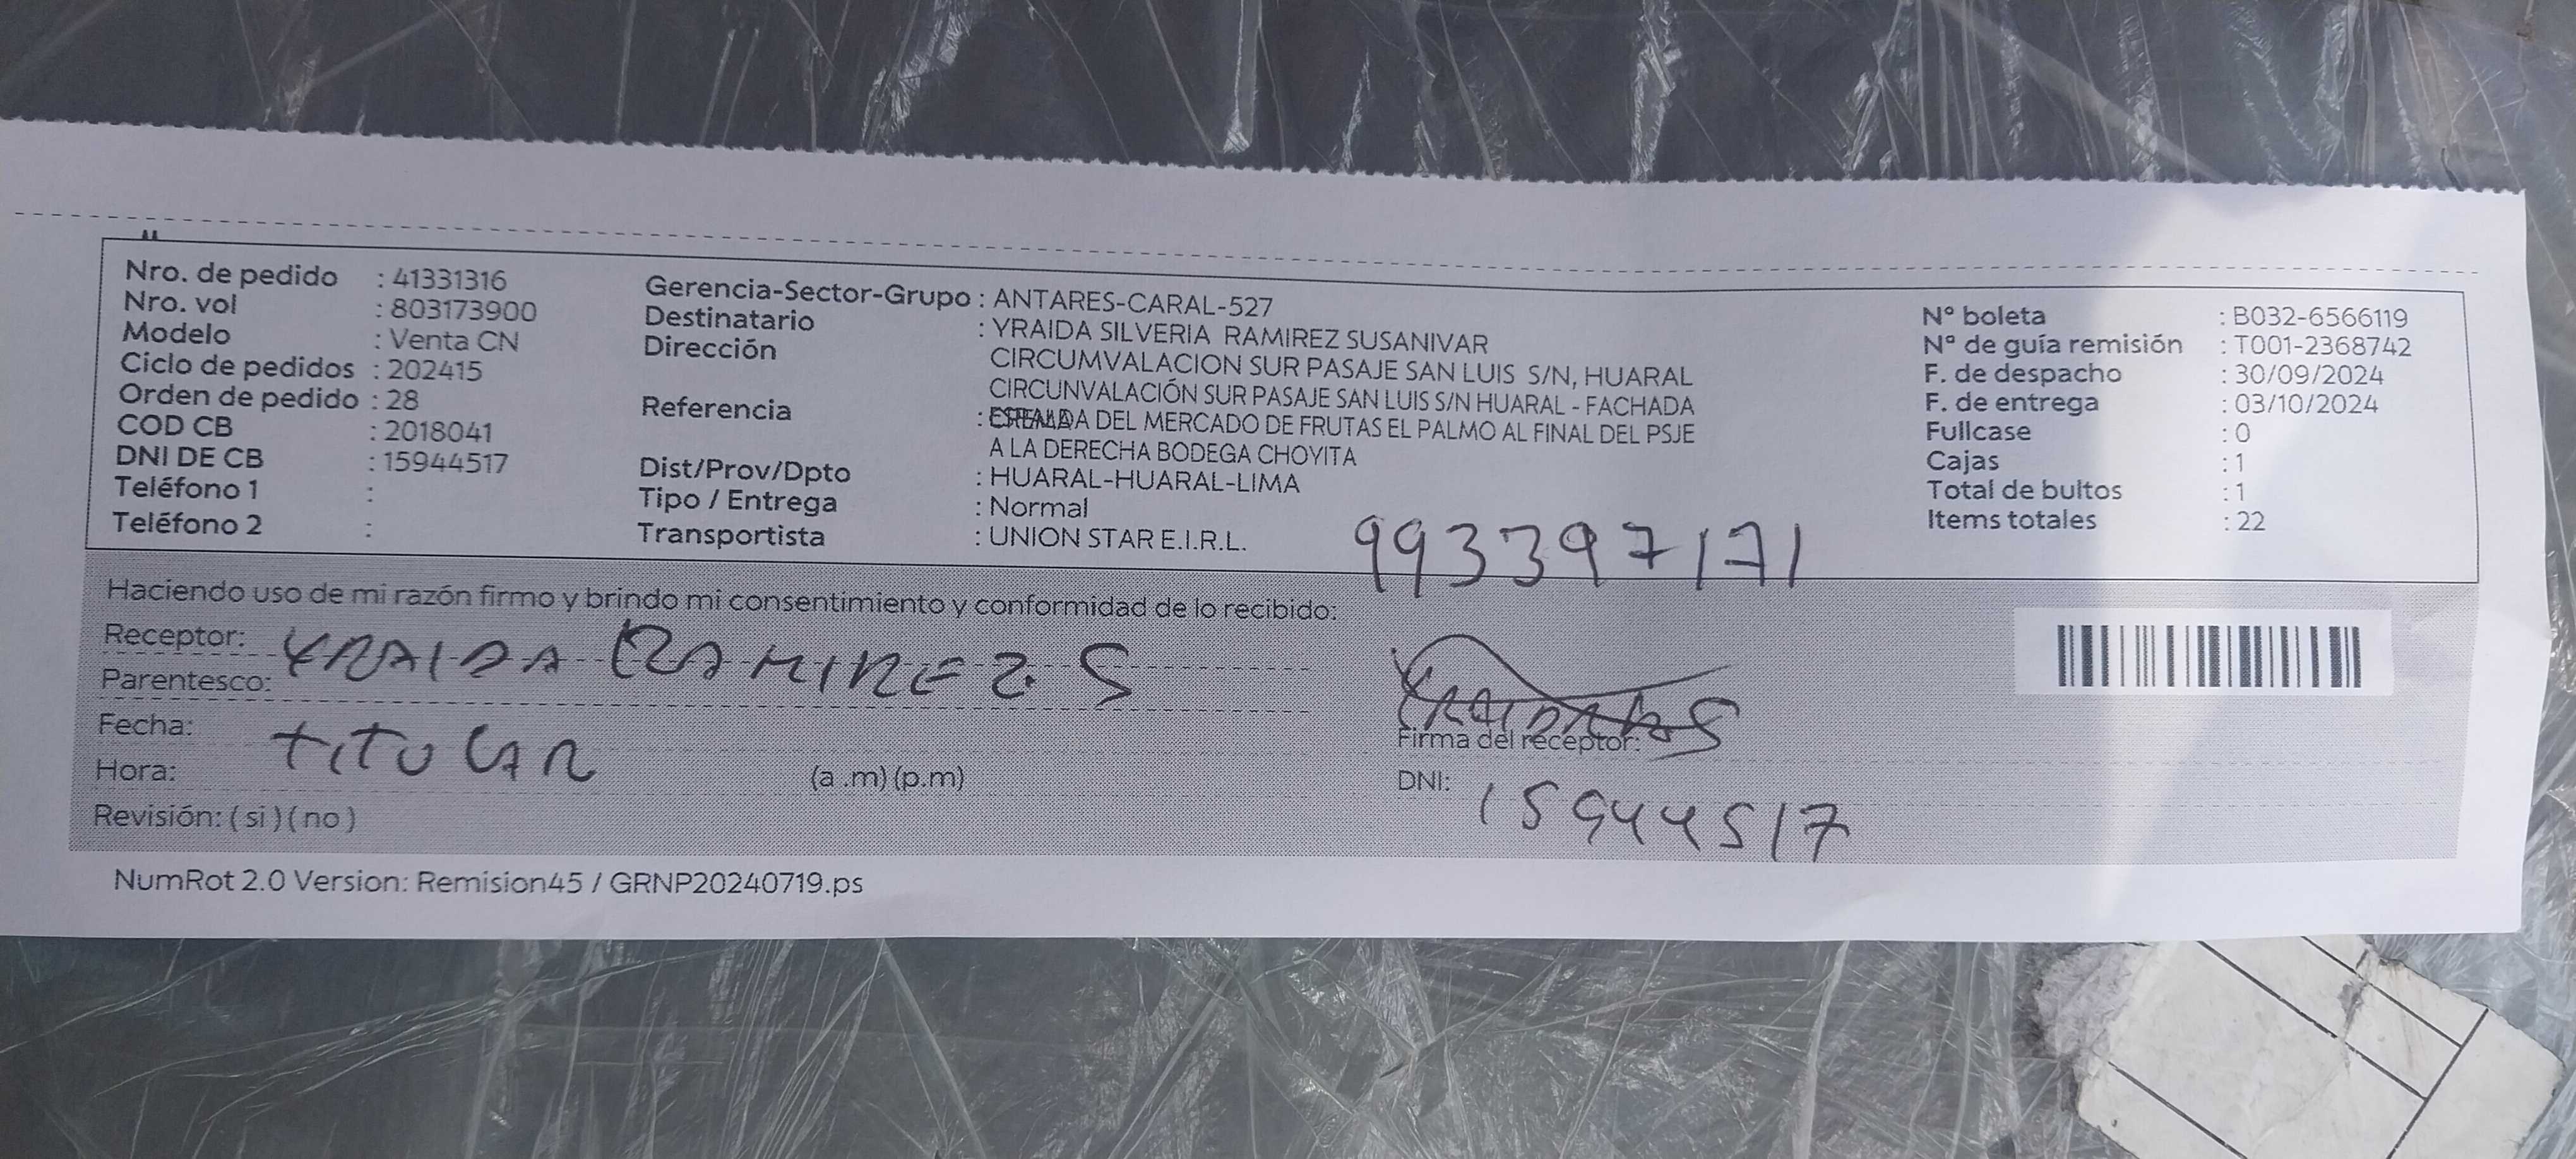 Nro. de pedido : 41331316
Nro. vol : 803173900
Modelo : Venta CN
Ciclo de pedidos : 202415
Orden de pedido : 28
COD CB : 2018041
DNI DE CB : 15944517
Teléfono 1 :
Teléfono 2 :
Gerencia-Sector-Grupo : ANTARES-CARAL-527
Destinatario : YRAIDA SILVERIA RAMIREZ SUSANIVAR
Dirección CIRCUMVALACION SUR PASAJE SAN LUIS S/N, HUARAL
CIRCUNVALACIÓN SUR PASAJE SAN LUIS S/N HUARAL - FACHADA
Referencia : DEL MERCADO DE FRUTAS EL PALMO AL FINAL DEL PSJE
A LA DERECHA BODEGA CHOYITA
Dist/Prov/Dpto : HUARAL-HUARAL-LIMA
Tipo / Entrega : Normal
Transportista : UNION STAR E.I.R.L.
993397171
N° boleta : B032-6566119
N° de guía remisión : T001-2368742
F. de despacho : 30/09/2024
F. de entrega : 03/10/2024
Fullcase : 0
Cajas : 1
Total de bultos : 1
Items totales : 22
Haciendo uso de mi razón firmo y brindo mi consentimiento y conformidad de lo recibido:
Receptor: YRAIDA RAMIREZ. S
Parentesco:
Fecha: TITULAR
Hora: (a .m) (p.m)
Revisión: ( si ) ( no )
Firma del receptor:
DNI: 15944517
NumRot 2.0 Version: Remision45 / GRNP20240719.ps